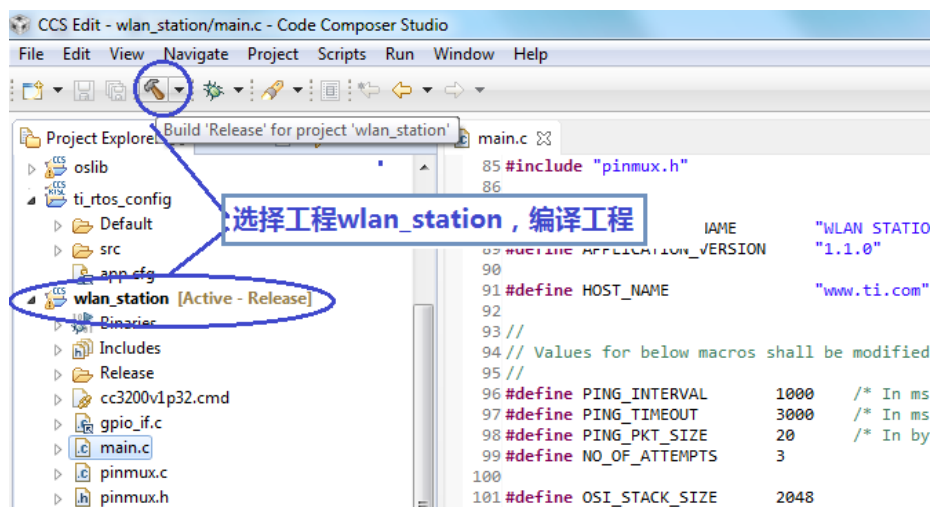 CCS Edit - wlan_station/main.c - Code Composer Studio
File Edit View Navigate Project Scripts Run Window Help
Build 'Release' for project 'wlan_station'
Project Explorer
oslib
ti_rtos_config
Default
src
app.cfg
wlan_station [Active - Release]
Binaries
Includes
Release
cc3200v1p32.cmd
gpio_if.c
main.c
pinmux.c
pinmux.h
选择工程wlan_station，编译工程
main.c
85 #include "pinmux.h"
86
"WLAN STATIO
89 #define APPLICATION_VERSION "1.1.0"
90
91 #define HOST_NAME "www.ti.com"
92
93 //
94 // Values for below macros shall be modified
95 //
96 #define PING_INTERVAL 1000 /* In ms
97 #define PING_TIMEOUT 3000 /* In ms
98 #define PING_PKT_SIZE 20 /* In by
99 #define NO_OF_ATTEMPTS 3
100
101 #define OSI_STACK_SIZE 2048